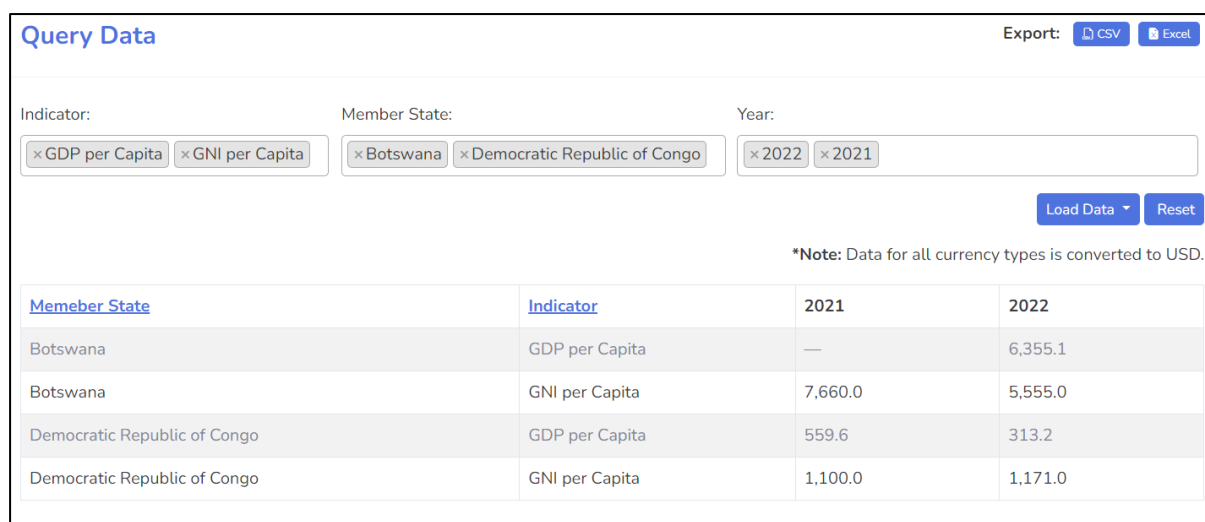 Query Data Export: CSV Excel
Indicator: Member State: Year:
×GDP per Capita ×GNI per Capita ×Botswana ×Democratic Republic of Congo ×2022 ×2021
Load Data Reset
*Note: Data for all currency types is converted to USD.
Memeber State Indicator 2021 2022
Botswana GDP per Capita — 6,355.1
Botswana GNI per Capita 7,660.0 5,555.0
Democratic Republic of Congo GDP per Capita 559.6 313.2
Democratic Republic of Congo GNI per Capita 1,100.0 1,171.0